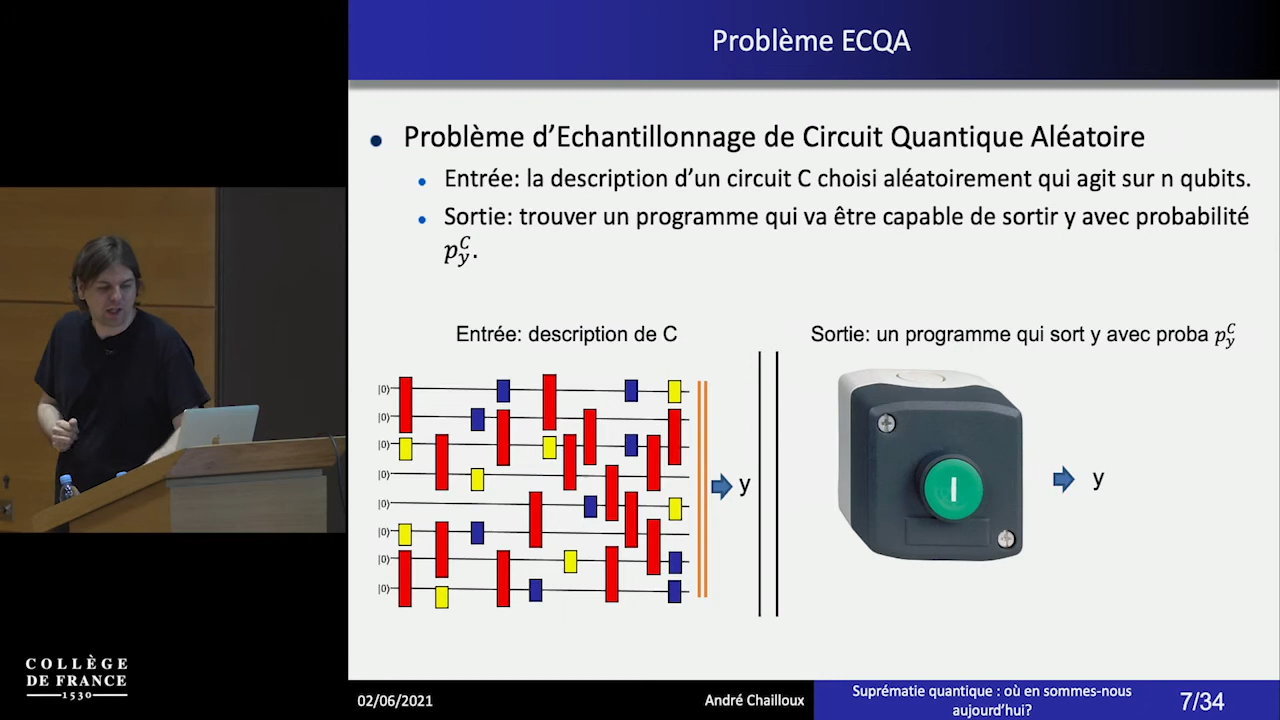 Problème ECQA
• Problème d'Echantillonnage de Circuit Quantique Aléatoire
• Entrée: la description d'un circuit C choisi aléatoirement qui agit sur n qubits.
• Sortie: trouver un programme qui va être capable de sortir y avec probabilité
p_y^C.
Entrée: description de C
Sortie: un programme qui sort y avec proba p_y^C
|0⟩
|0⟩
|0⟩
|0⟩
|0⟩
|0⟩
|0⟩
|0⟩
y
I
y
COLLÈGE
DE FRANCE
1530
02/06/2021
André Chailloux
Suprématie quantique : où en sommes-nous
aujourd'hui?
7/34